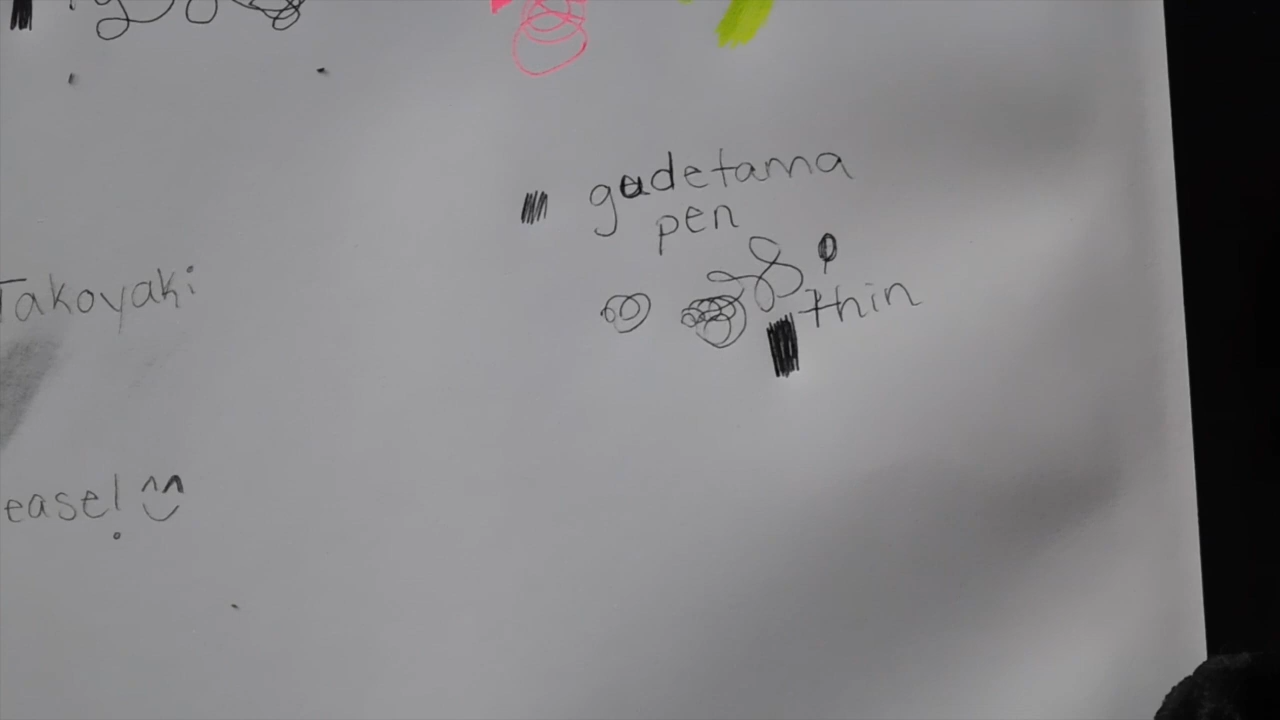 gudetama
pen
thin
Takoyaki
ease! ^^